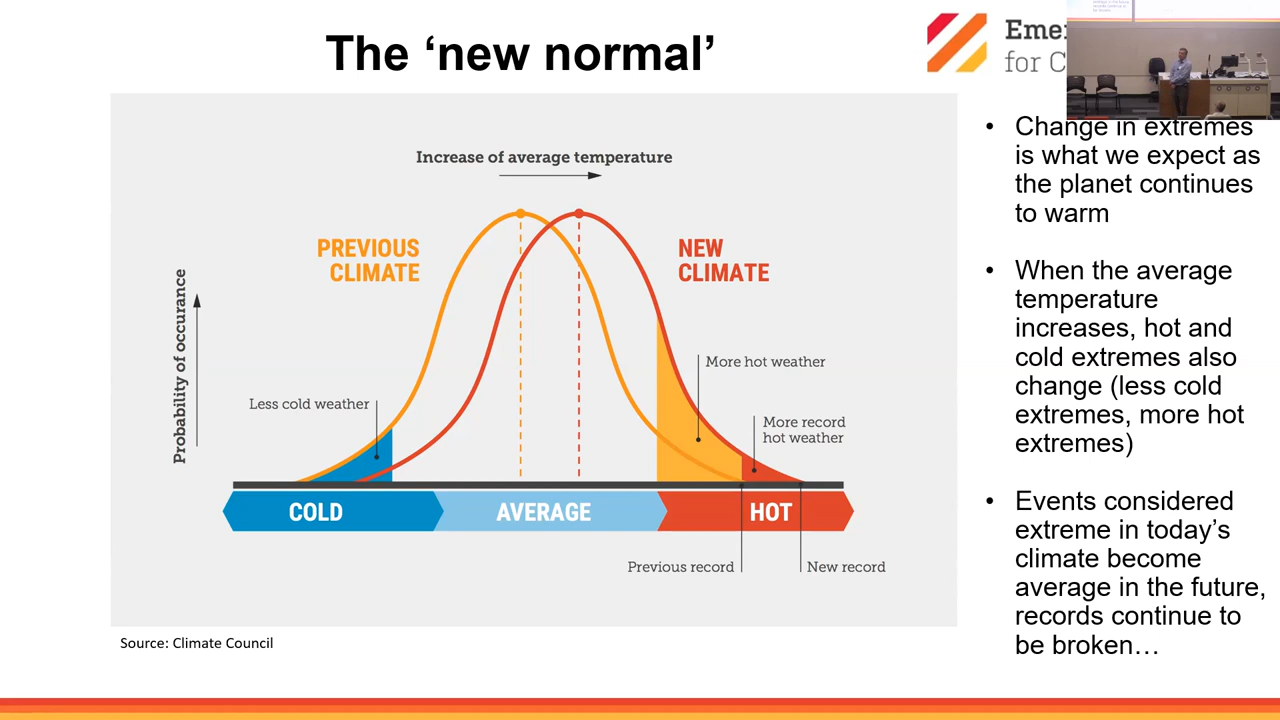 The ‘new normal’
for C
Increase of average temperature
PREVIOUS
CLIMATE
NEW
CLIMATE
Probability of occurance
More hot weather
Less cold weather
More record
hot weather
COLD
AVERAGE
HOT
Previous record
New record
Source: Climate Council
• Change in extremes
is what we expect as
the planet continues
to warm
• When the average
temperature
increases, hot and
cold extremes also
change (less cold
extremes, more hot
extremes)
• Events considered
extreme in today’s
climate become
average in the future,
records continue to
be broken…